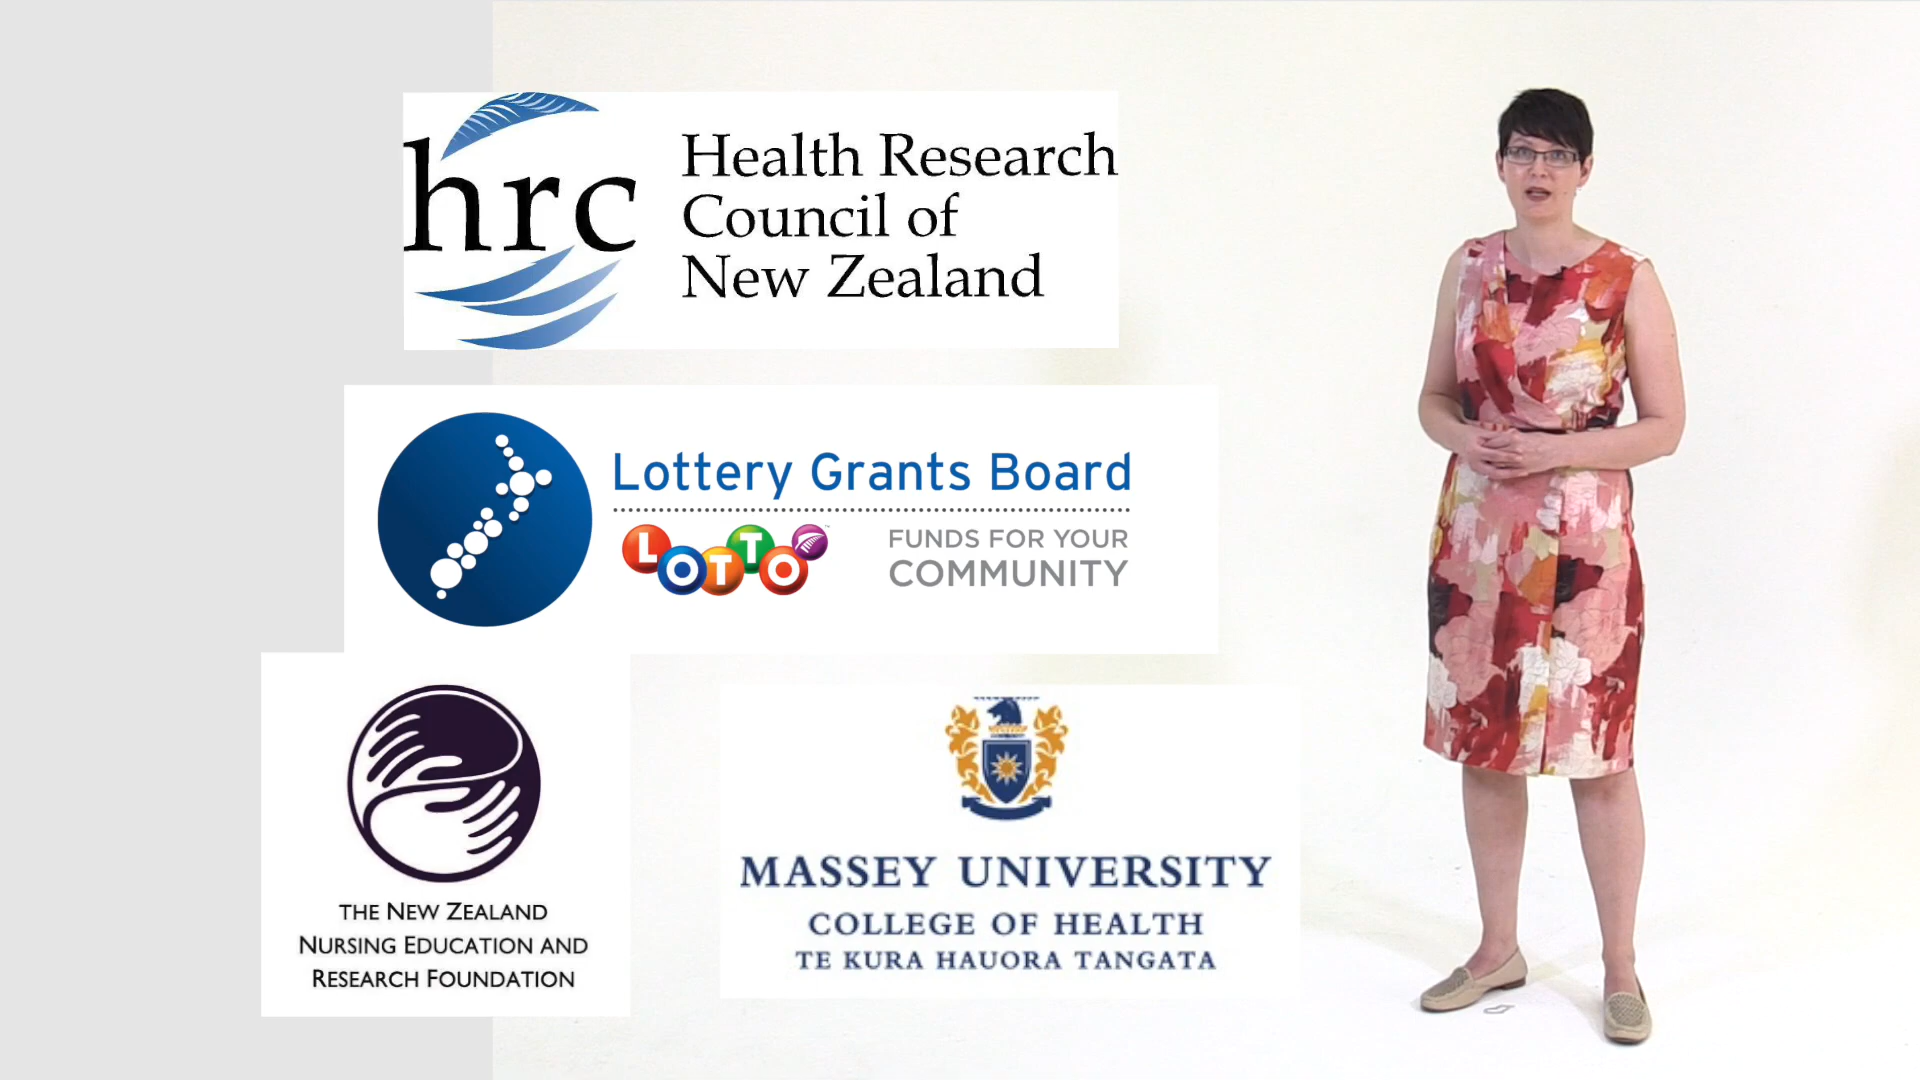 hrc
Health Research
Council of
New Zealand
Lottery Grants Board
LOTTO
FUNDS FOR YOUR
COMMUNITY
THE NEW ZEALAND
NURSING EDUCATION AND
RESEARCH FOUNDATION
MASSEY UNIVERSITY
COLLEGE OF HEALTH
TE KURA HAUORA TANGATA